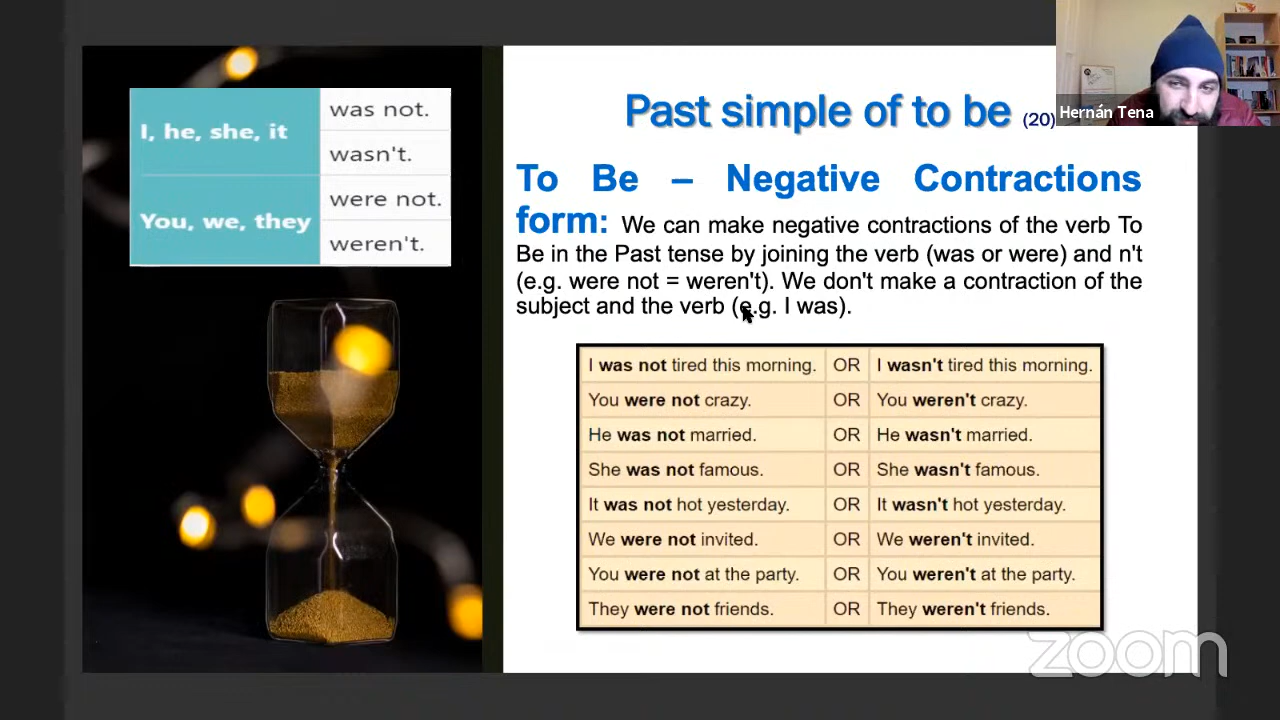 I, he, she, it
was not.
wasn't.
You, we, they
were not.
weren't.
Past simple of to be (20)
Hernán Tena
To Be – Negative Contractions
form: We can make negative contractions of the verb To
Be in the Past tense by joining the verb (was or were) and n't
(e.g. were not = weren't). We don't make a contraction of the
subject and the verb (e.g. I was).
I was not tired this morning. OR I wasn't tired this morning.
You were not crazy. OR You weren't crazy.
He was not married. OR He wasn't married.
She was not famous. OR She wasn't famous.
It was not hot yesterday. OR It wasn't hot yesterday.
We were not invited. OR We weren't invited.
You were not at the party. OR You weren't at the party.
They were not friends. OR They weren't friends.
zoom